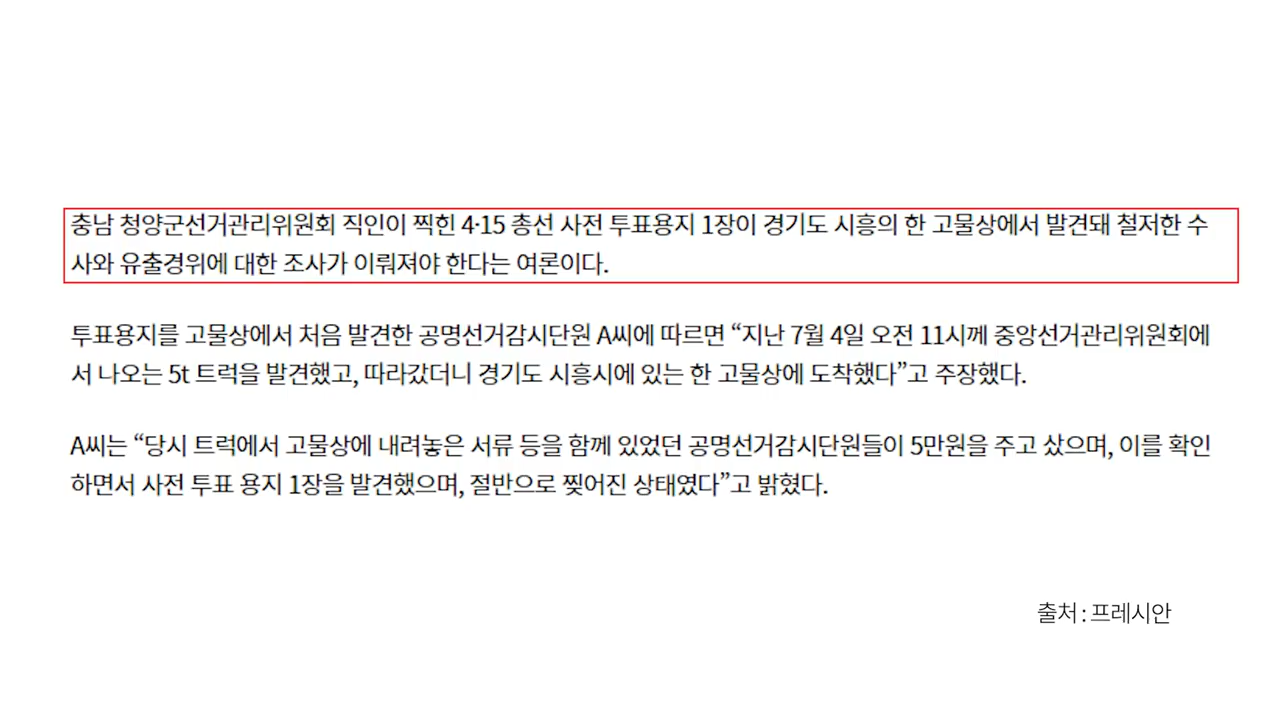 충남 청양군선거관리위원회 직인이 찍힌 4·15 총선 사전 투표용지 1장이 경기도 시흥의 한 고물상에서 발견돼 철저한 수
사와 유출경위에 대한 조사가 이뤄져야 한다는 여론이다.
투표용지를 고물상에서 처음 발견한 공명선거감시단원 A씨에 따르면 “지난 7월 4일 오전 11시께 중앙선거관리위원회에
서 나오는 5t 트럭을 발견했고, 따라갔더니 경기도 시흥시에 있는 한 고물상에 도착했다”고 주장했다.
A씨는 “당시 트럭에서 고물상에 내려놓은 서류 등을 함께 있었던 공명선거감시단원들이 5만원을 주고 샀으며, 이를 확인
하면서 사전 투표 용지 1장을 발견했으며, 절반으로 찢어진 상태였다”고 밝혔다.
출처 : 프레시안